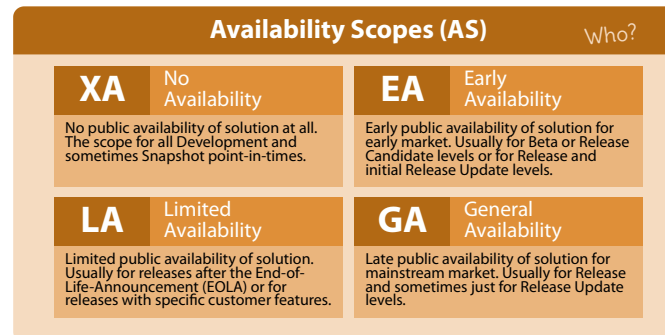 Availability Scopes (AS)
Who?
XA
No
Availability
No public availability of solution at all.
The scope for all Development and
sometimes Snapshot point-in-times.
EA
Early
Availability
Early public availability of solution for
early market. Usually for Beta or Release
Candidate levels or for Release and
initial Release Update levels.
LA
Limited
Availability
Limited public availability of solution.
Usually for releases after the End-of-
Life-Announcement (EOLA) or for
releases with specific customer features.
GA
General
Availability
Late public availability of solution for
mainstream market. Usually for Release
and sometimes just for Release Update
levels.